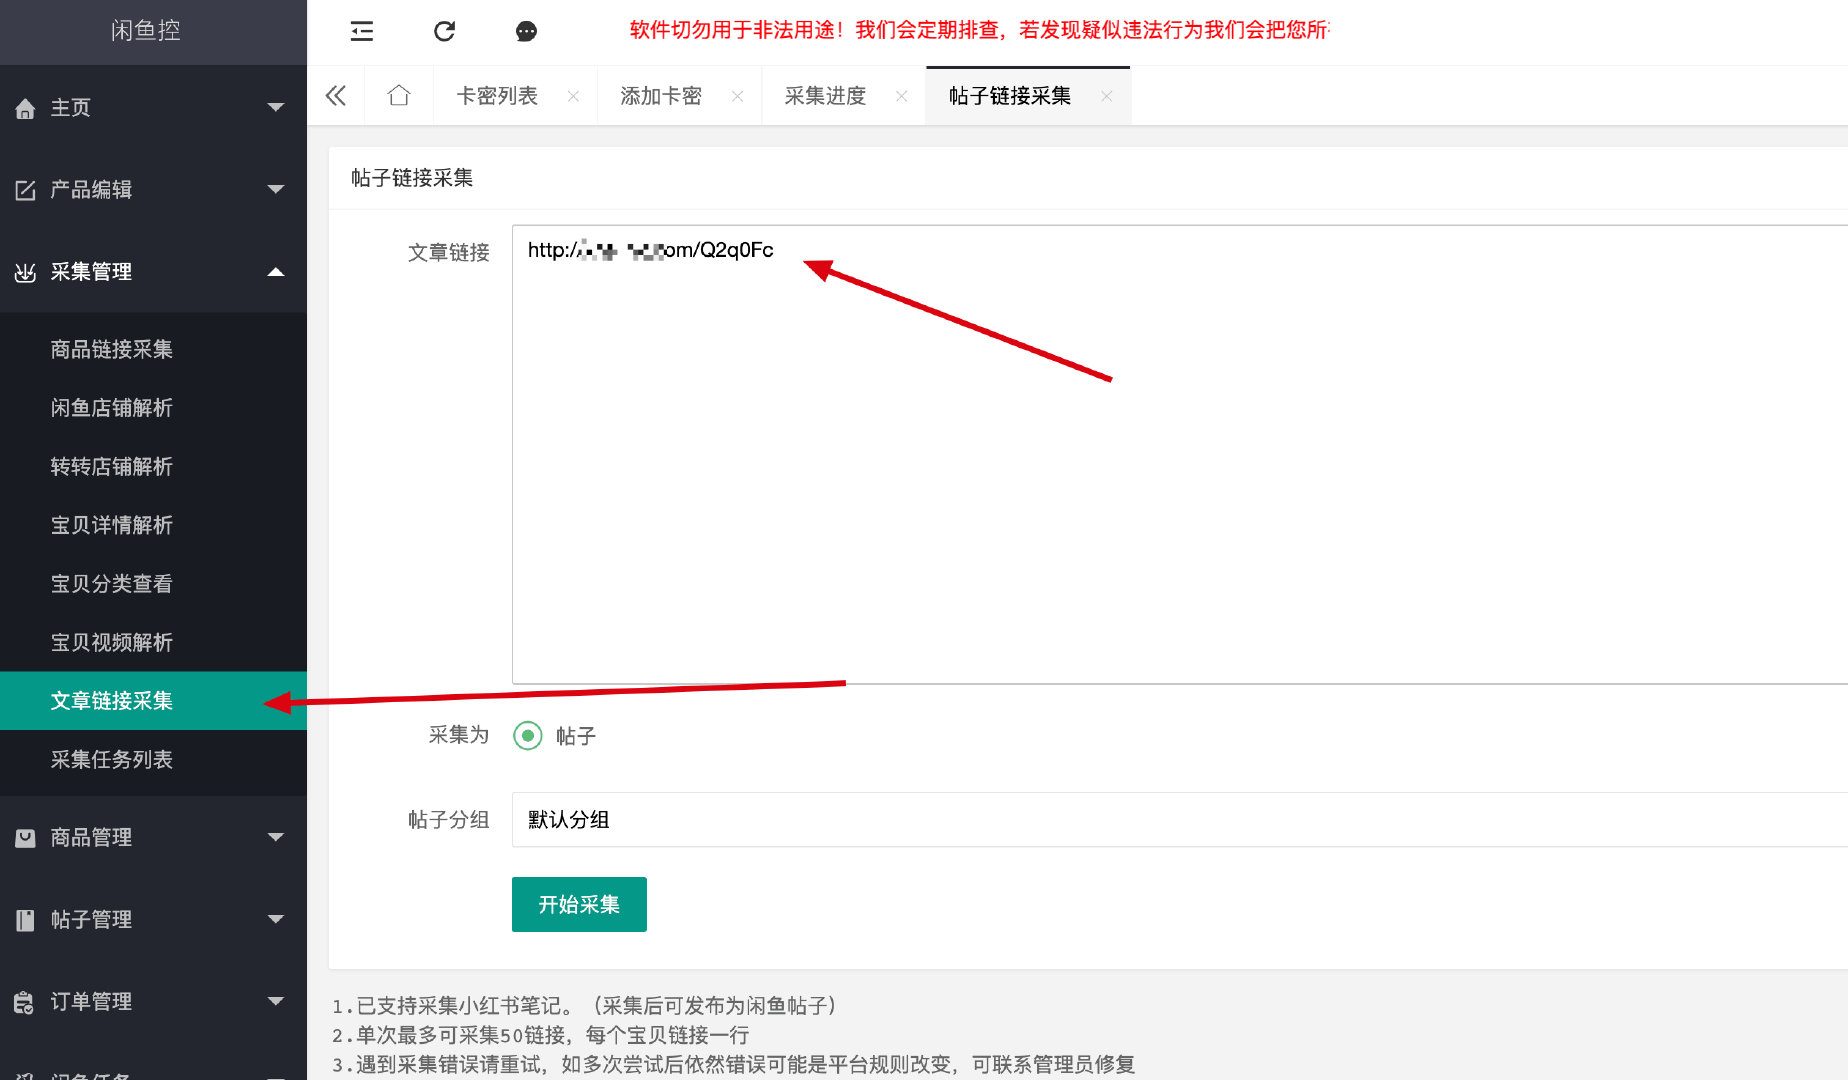 闲鱼控
软件切勿用于非法用途！我们会定期排查，若发现疑似违法行为我们会把您所
卡密列表
添加卡密
采集进度
帖子链接采集
主页
产品编辑
采集管理
商品链接采集
闲鱼店铺解析
转转店铺解析
宝贝详情解析
宝贝分类查看
宝贝视频解析
文章链接采集
采集任务列表
商品管理
帖子管理
订单管理
闲鱼任务
帖子链接采集
文章链接
http:/ om/Q2q0Fc
采集为
帖子
帖子分组
默认分组
开始采集
1.已支持采集小红书笔记。（采集后可发布为闲鱼帖子）
2.单次最多可采集50链接，每个宝贝链接一行
3.遇到采集错误请重试，如多次尝试后依然错误可能是平台规则改变，可联系管理员修复